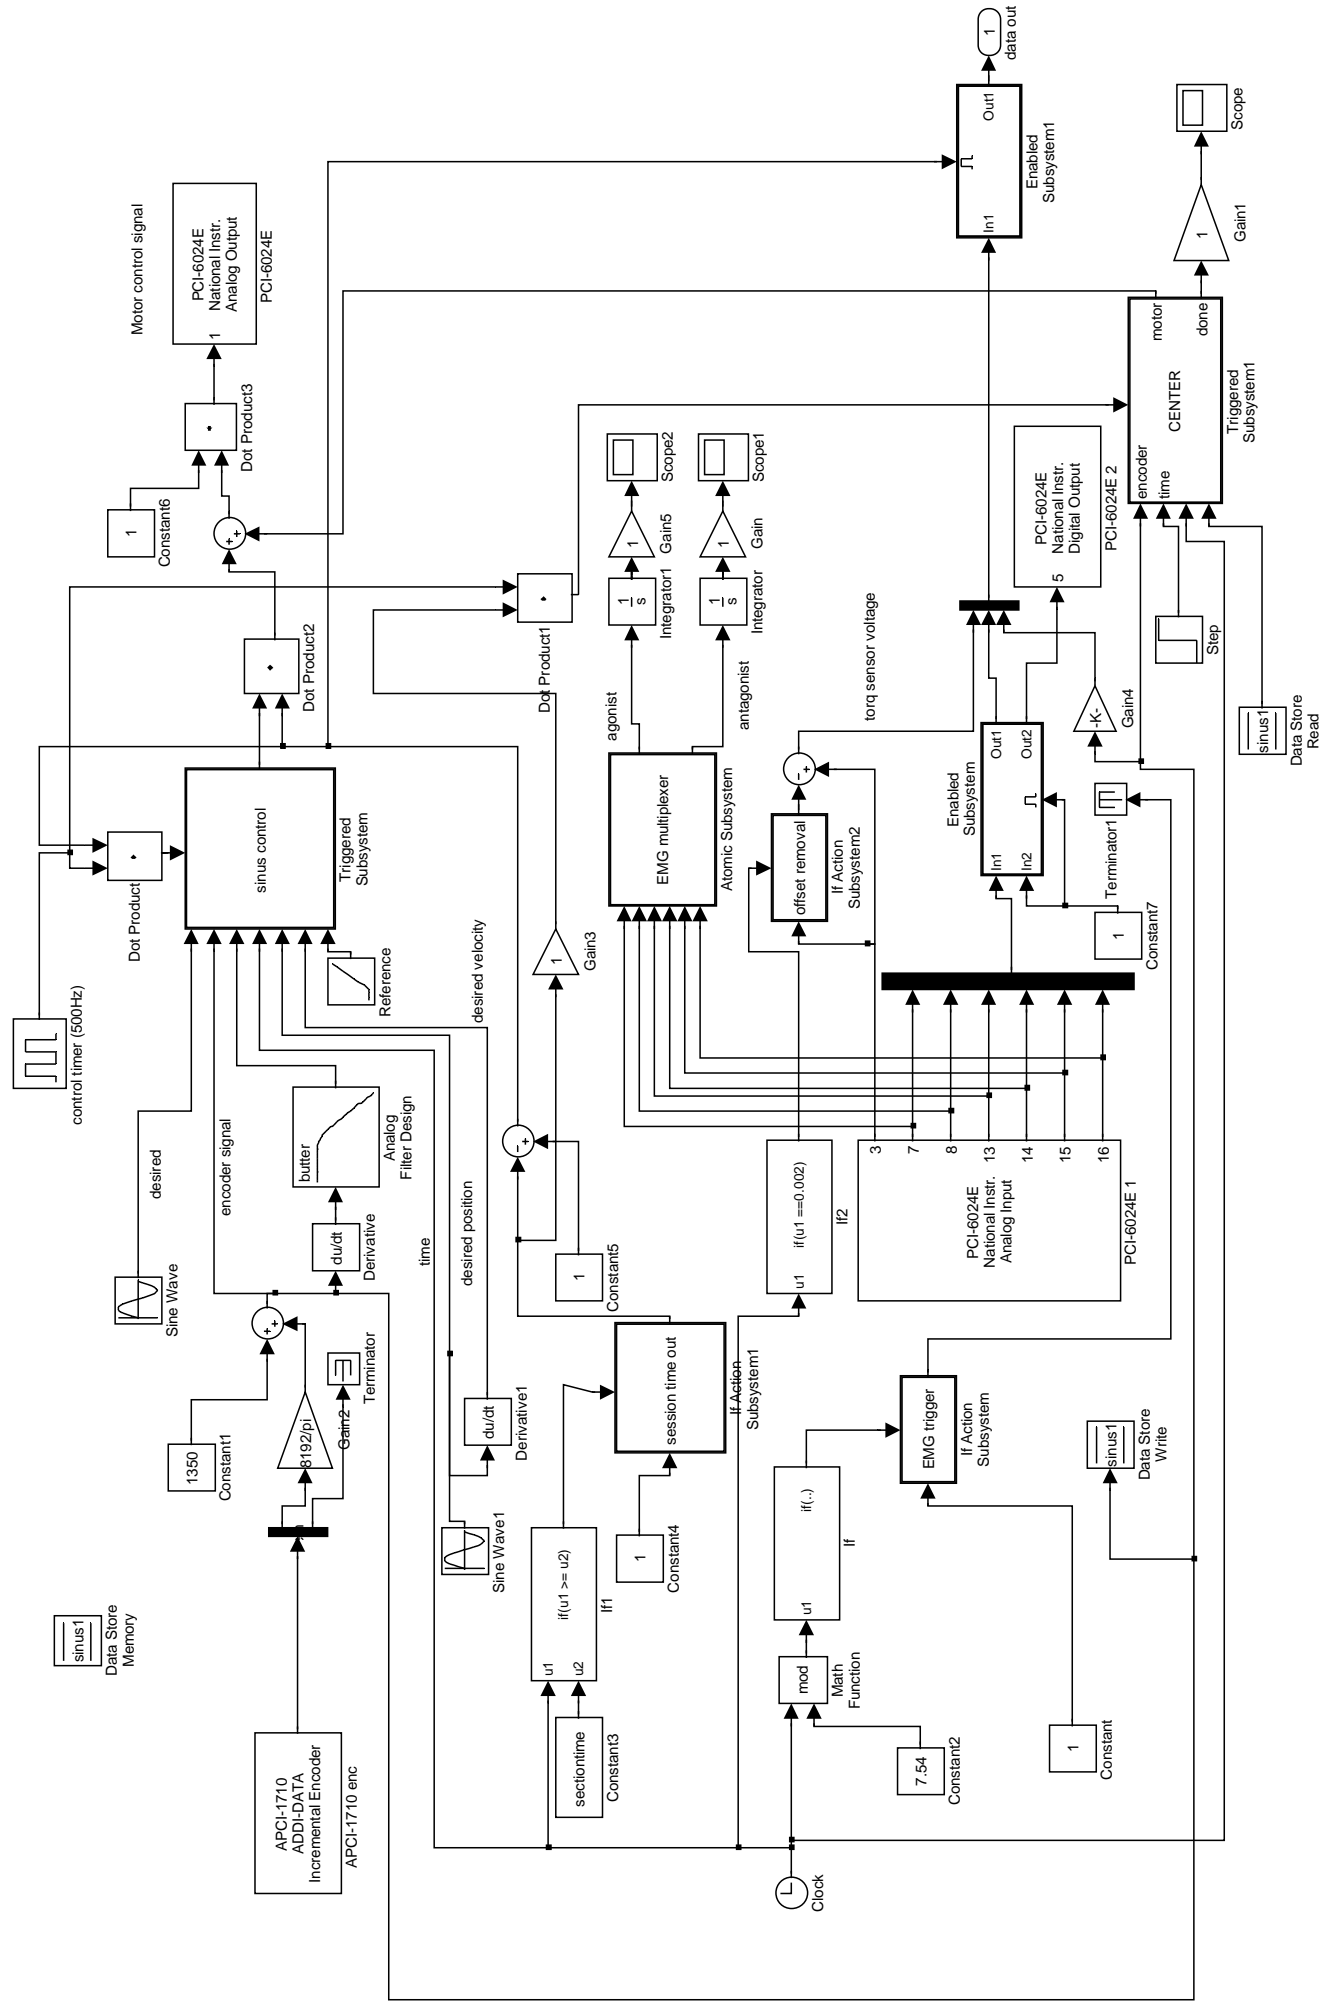 sinus1
Data Store
Memory
control timer (500Hz)
APCI-1710
ADDI-DATA
Incremental Encoder
APCI-1710 enc
1350
Constant1
8192/pi
Gain2
Terminator
Sine Wave
desired
encoder signal
du/dt
Derivative
butter
Analog
Filter Design
Reference
Dot Product
sinus control
Triggered
Subsystem
Dot Product2
1
Constant6
++
++
Dot Product3
Motor control signal
1
PCI-6024E
National Instr.
Analog Output
PCI-6024E
time
desired position
desired velocity
Sine Wave1
du/dt
Derivative1
-+
1
Constant5
1
Gain3
Dot Product1
u1
u2
if(u1 >= u2)
If1
sectiontime
Constant3
1
Constant4
session time out
If Action
Subsystem1
EMG multiplexer
Atomic Subsystem
agonist
antagonist
1
s
Integrator1
1
Gain5
Scope2
1
s
Integrator
1
Gain
Scope1
Clock
mod
Math
Function
7.54
Constant2
u1
if(..)
If
u1
if(u1 ==0.002)
If2
offset removal
If Action
Subsystem2
-+
torq sensor voltage
EMG trigger
If Action
Subsystem
1
Constant
PCI-6024E
National Instr.
Analog Input
3
7
8
13
14
15
16
PCI-6024E 1
In1
In2
Out1
Out2
Enabled
Subsystem
1
Constant7
Terminator1
-K-
Gain4
5
PCI-6024E
National Instr.
Digital Output
PCI-6024E 2
In1
Out1
Enabled
Subsystem1
1
data out
sinus1
Data Store
Write
sinus1
Data Store
Read
Step
encoder
time
CENTER
motor
done
Triggered
Subsystem1
1
Gain1
Scope